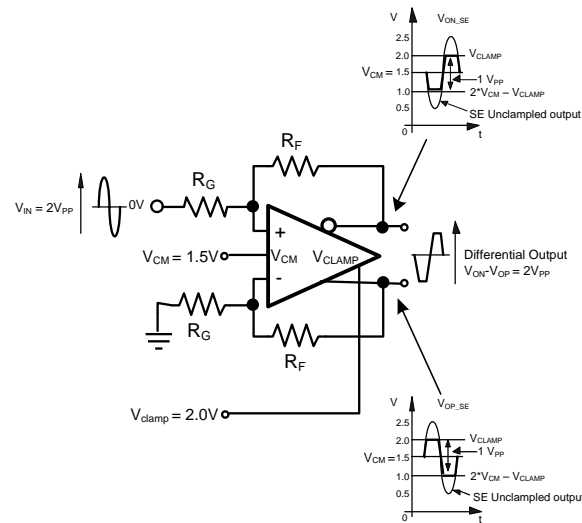 V
V_ON_SE
2.5
2.0
V_CLAMP
V_CM = 1.5
1 V_PP
1.0
2*V_CM – V_CLAMP
0.5
SE Unclamped output
0
t
R_F
R_G
V_IN = 2V_PP
0V
+
V_CM = 1.5V
V_CM
V_CLAMP
-
Differential Output
V_ON-V_OP = 2V_PP
R_G
R_F
V_clamp = 2.0V
V
V_OP_SE
2.5
2.0
V_CLAMP
V_CM = 1.5
1 V_PP
1.0
2*V_CM – V_CLAMP
0.5
SE Unclamped output
0
t